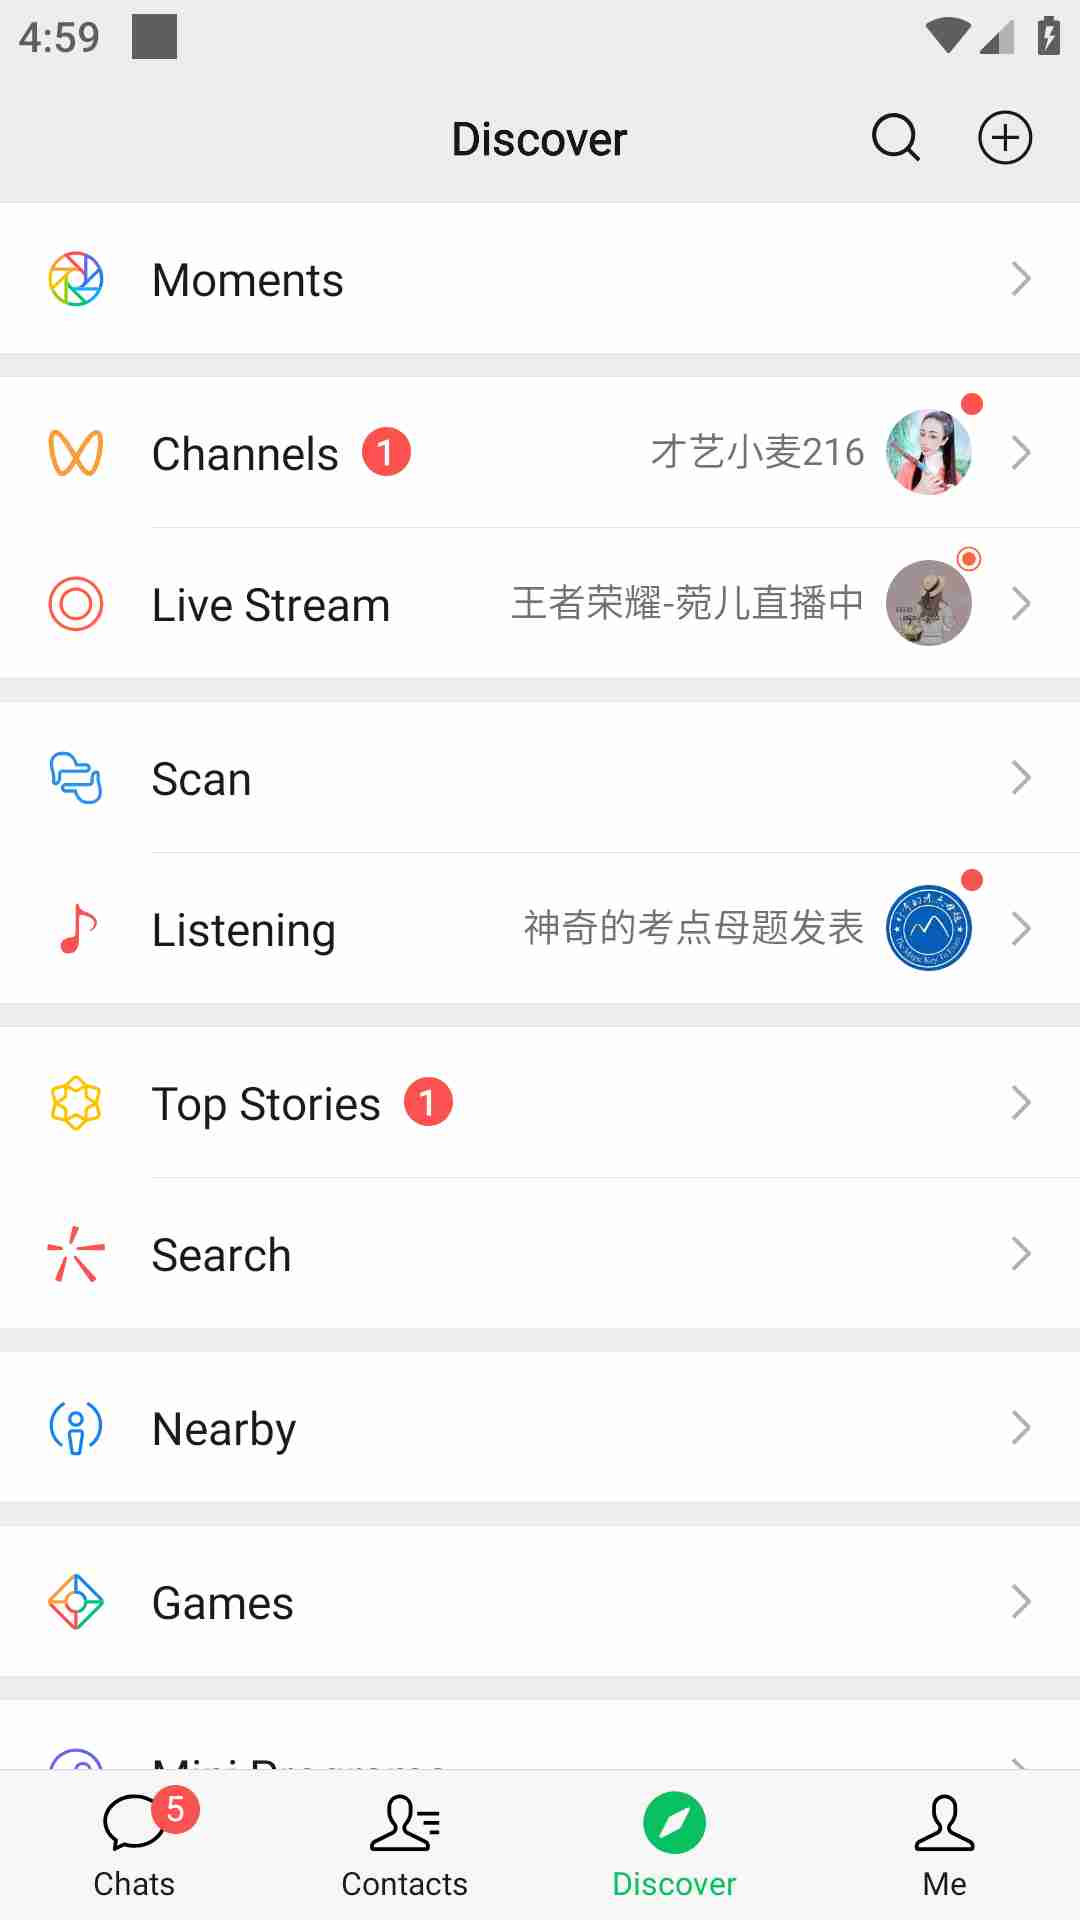 4:59
Discover
Moments
Channels 1 才艺小麦216
Live Stream 王者荣耀-菀儿直播中
Scan
Listening 神奇的考点母题发表
Top Stories 1
Search
Nearby
Games
Mini Programs
5
Chats Contacts Discover Me